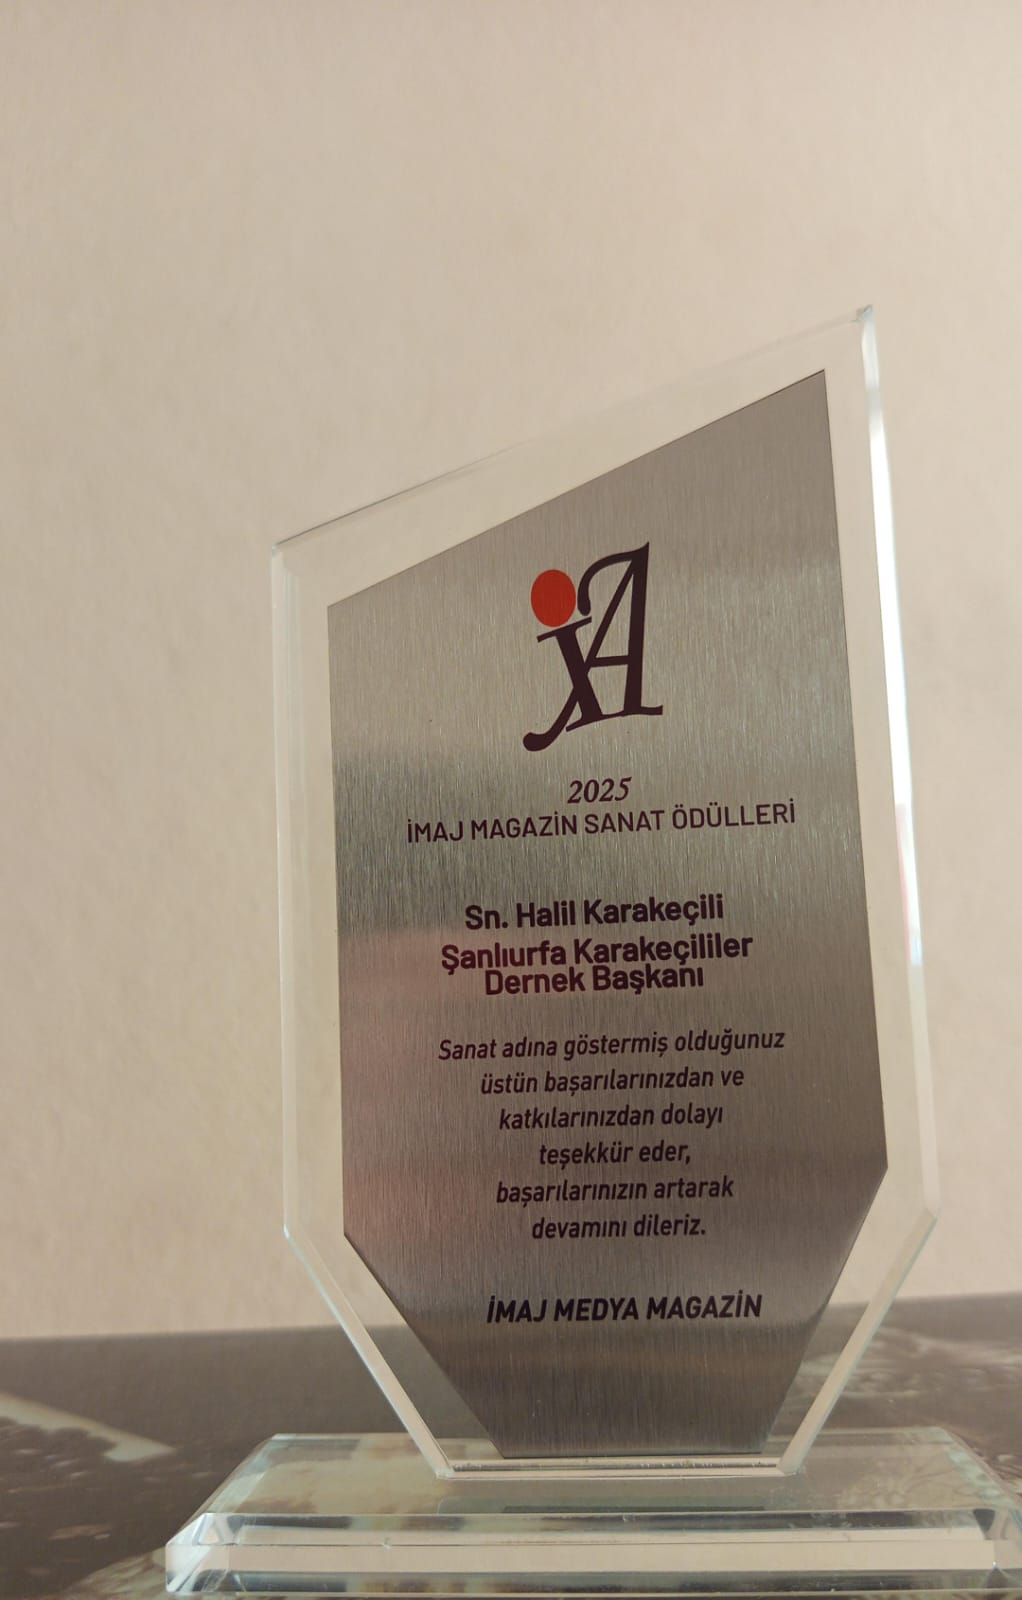 iA
2025
İMAJ MAGAZİN SANAT ÖDÜLLERİ
Sn. Halil Karakeçili
Şanlıurfa Karakeçililer
Dernek Başkanı
Sanat adına göstermiş olduğunuz
üstün başarılarınızdan ve
katkılarınızdan dolayı
teşekkür eder,
başarılarınızın artarak
devamını dileriz.
İMAJ MEDYA MAGAZİN